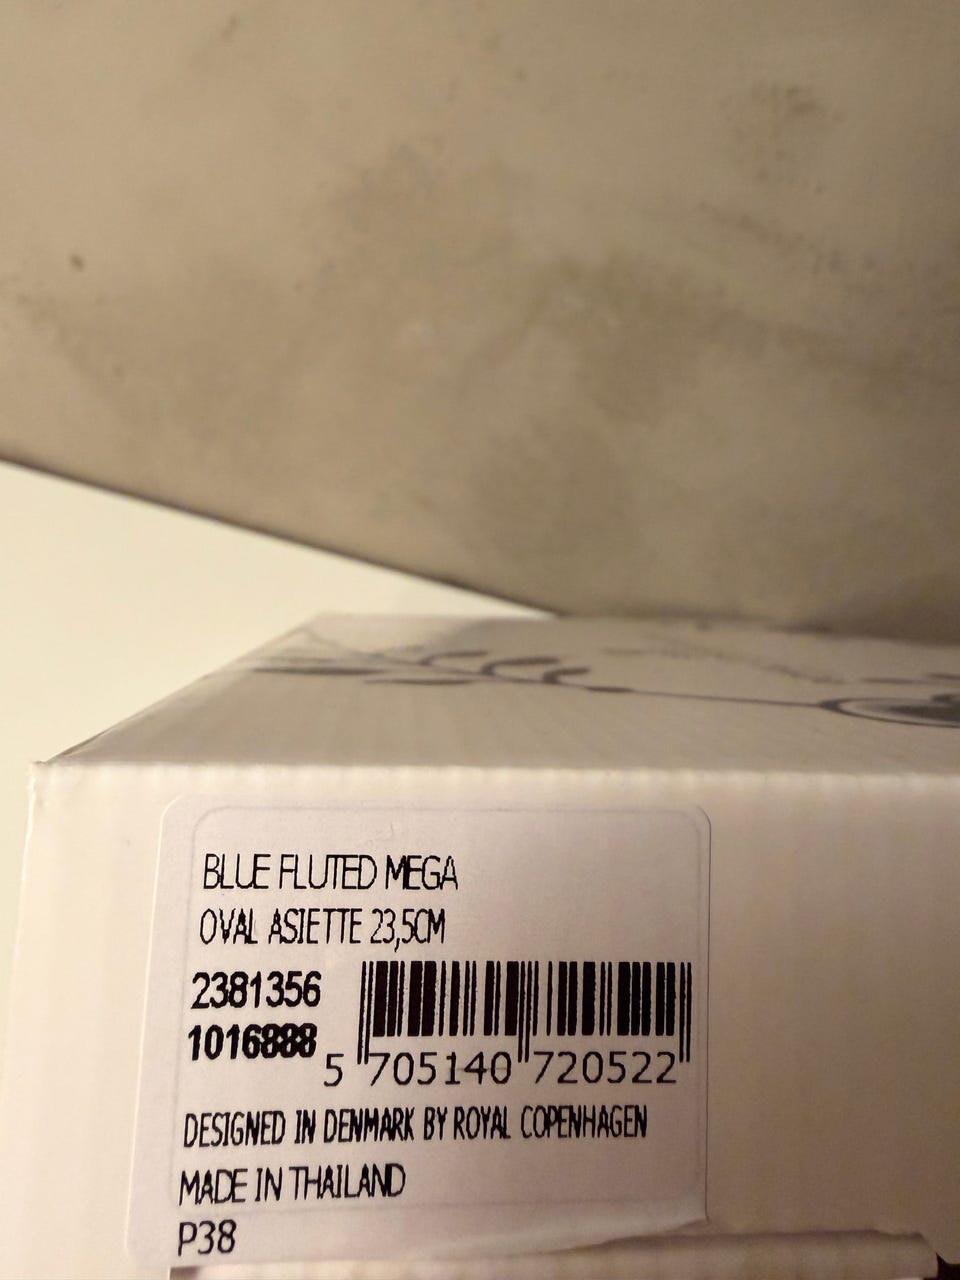 BLUE FLUTED MEGA
OVAL ASIETTE 23,5CM
2381356
1016888
5 705140 720522
DESIGNED IN DENMARK BY ROYAL COPENHAGEN
MADE IN THAILAND
P38